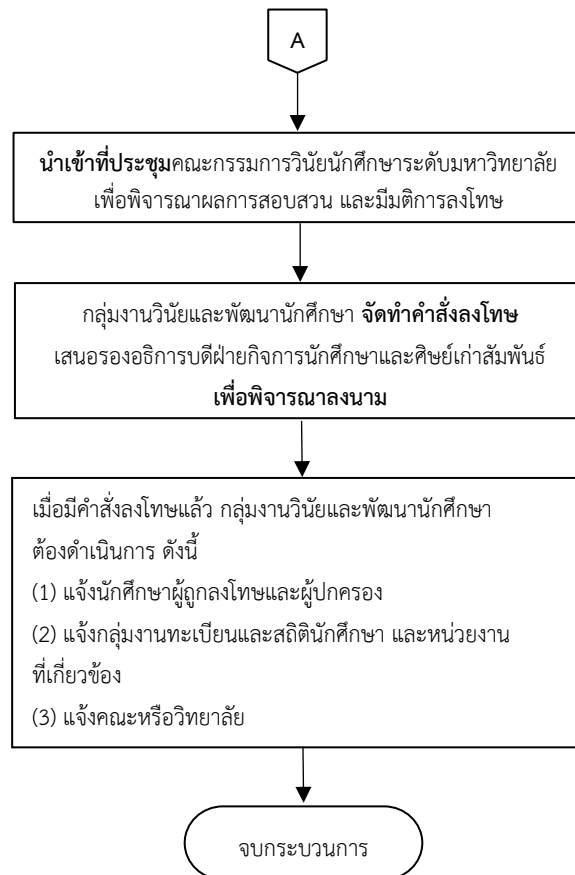 A
นำเข้าที่ประชุมคณะกรรมการวินัยนักศึกษาระดับมหาวิทยาลัย
เพื่อพิจารณาผลการสอบสวน และมีมติการลงโทษ
กลุ่มงานวินัยและพัฒนานักศึกษา จัดทำคำสั่งลงโทษ
เสนอรองอธิการบดีฝ่ายกิจการนักศึกษาและศิษย์เก่าสัมพันธ์
เพื่อพิจารณาลงนาม
เมื่อมีคำสั่งลงโทษแล้ว กลุ่มงานวินัยและพัฒนานักศึกษา
ต้องดำเนินการ ดังนี้
(1) แจ้งนักศึกษาผู้ถูกลงโทษและผู้ปกครอง
(2) แจ้งกลุ่มงานทะเบียนและสถิตินักศึกษา และหน่วยงาน
ที่เกี่ยวข้อง
(3) แจ้งคณะหรือวิทยาลัย
จบกระบวนการ